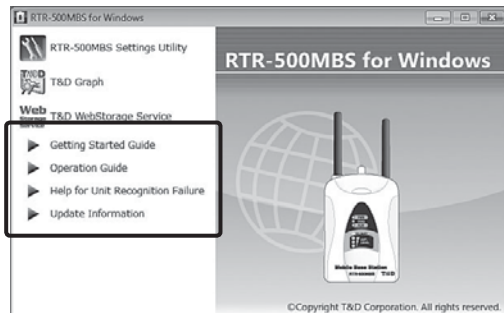 RTR-500MBS for Windows
RTR-500MBS Settings Utility
T&D
T&D Graph
Web
T&D WebStorage Service
Getting Started Guide
Operation Guide
Help for Unit Recognition Failure
Update Information
RTR-500MBS for Windows
Mobile Base Station
T&D
©Copyright T&D Corporation. All rights reserved.